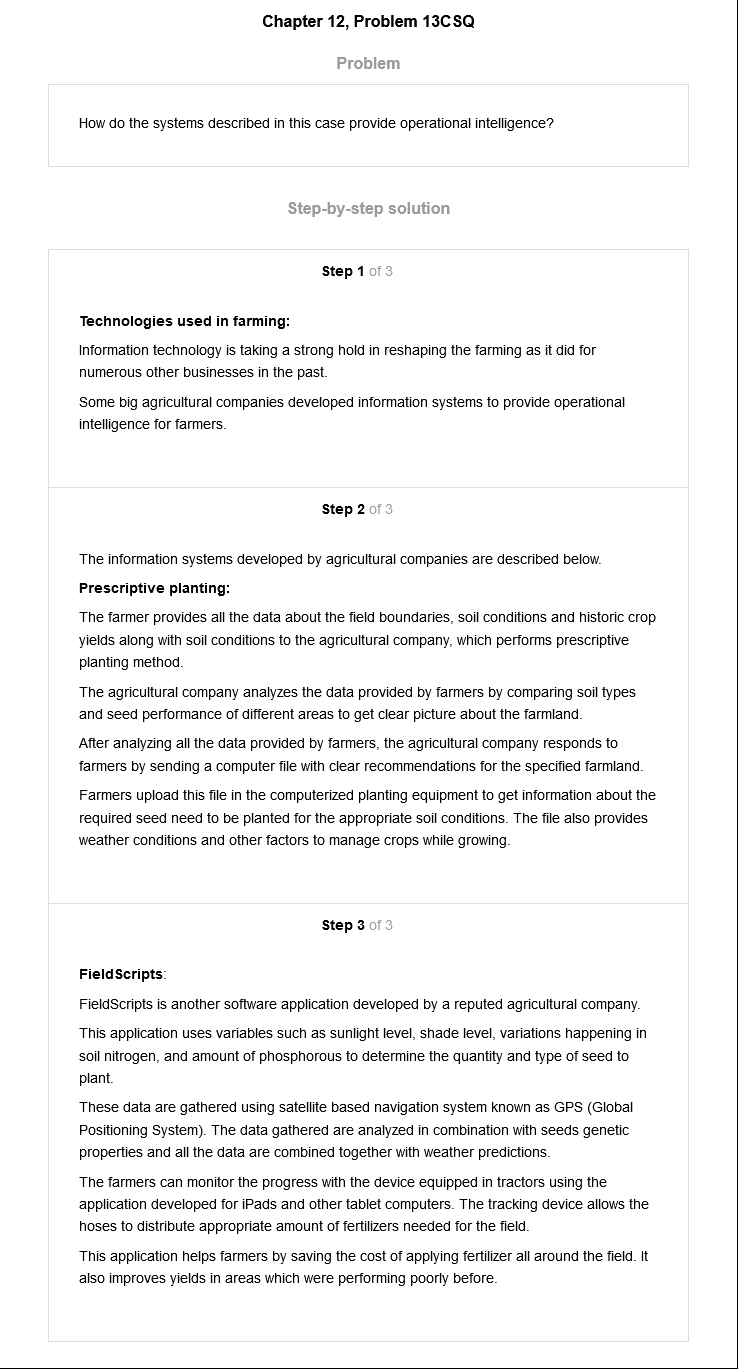 Chapter 12, Problem 13CSQ
Problem
How do the systems described in this case provide operational intelligence?
Step-by-step solution
Step 1 of 3
Technologies used in farming:
Information technology is taking a strong hold in reshaping the farming as it did for
numerous other businesses in the past.
Some big agricultural companies developed information systems to provide operational
intelligence for farmers.
Step 2 of 3
The information systems developed by agricultural companies are described below.
Prescriptive planting:
The farmer provides all the data about the field boundaries, soil conditions and historic crop
yields along with soil conditions to the agricultural company, which performs prescriptive
planting method.
The agricultural company analyzes the data provided by farmers by comparing soil types
and seed performance of different areas to get clear picture about the farmland.
After analyzing all the data provided by farmers, the agricultural company responds to
farmers by sending a computer file with clear recommendations for the specified farmland.
Farmers upload this file in the computerized planting equipment to get information about the
required seed need to be planted for the appropriate soil conditions. The file also provides
weather conditions and other factors to manage crops while growing.
Step 3 of 3
FieldScripts:
FieldScripts is another software application developed by a reputed agricultural company.
This application uses variables such as sunlight level, shade level, variations happening in
soil nitrogen, and amount of phosphorous to determine the quantity and type of seed to
plant.
These data are gathered using satellite based navigation system known as GPS (Global
Positioning System). The data gathered are analyzed in combination with seeds genetic
properties and all the data are combined together with weather predictions.
The farmers can monitor the progress with the device equipped in tractors using the
application developed for iPads and other tablet computers. The tracking device allows the
hoses to distribute appropriate amount of fertilizers needed for the field.
This application helps farmers by saving the cost of applying fertilizer all around the field. It
also improves yields in areas which were performing poorly before.